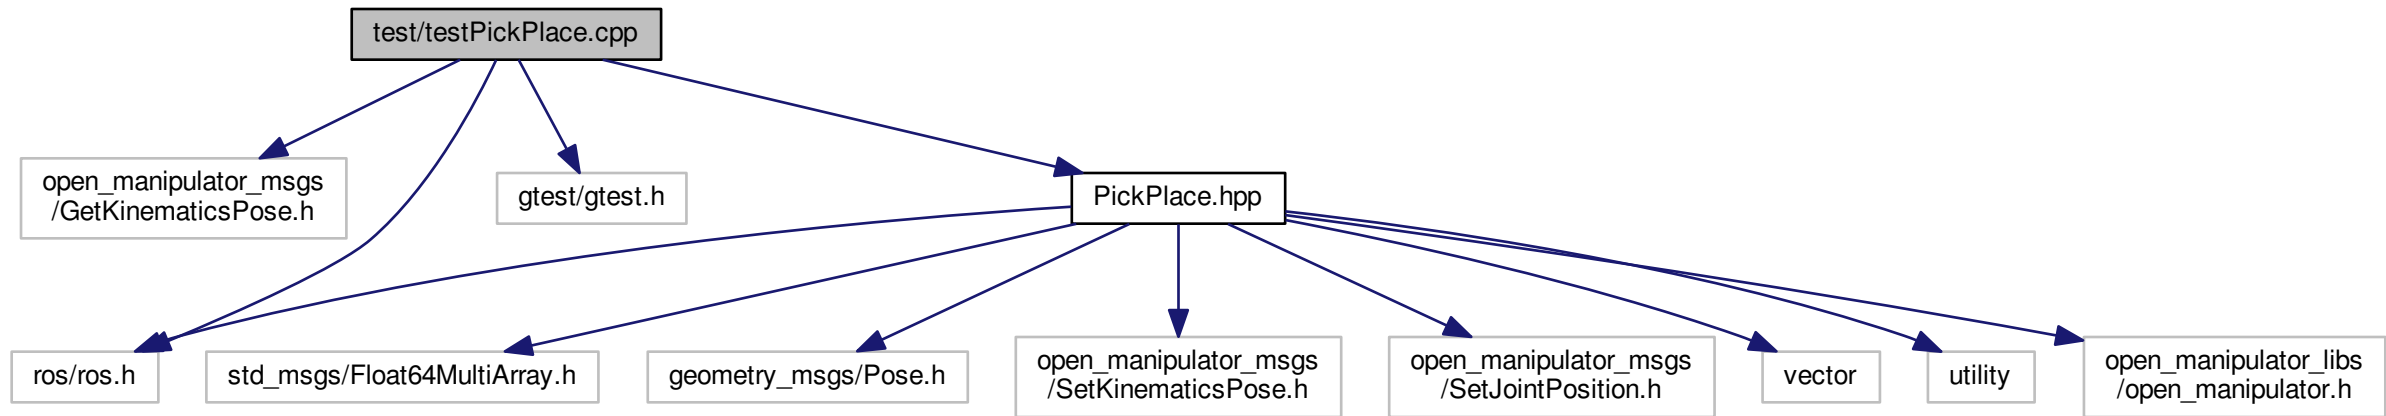 test/testPickPlace.cpp
open_manipulator_msgs
/GetKinematicsPose.h
gtest/gtest.h
PickPlace.hpp
ros/ros.h
std_msgs/Float64MultiArray.h
geometry_msgs/Pose.h
open_manipulator_msgs
/SetKinematicsPose.h
open_manipulator_msgs
/SetJointPosition.h
vector
utility
open_manipulator_libs
/open_manipulator.h